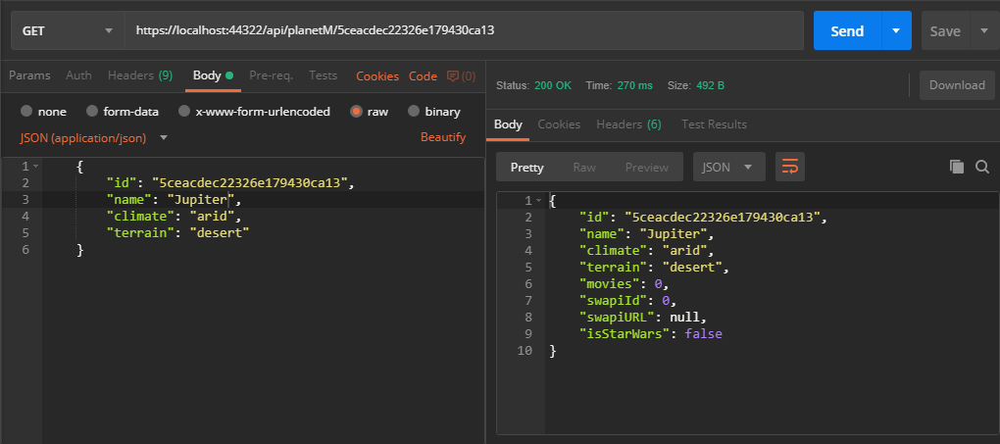 GET https://localhost:44322/api/planetM/5ceacdec22326e179430ca13 Send Save
Params Auth Headers (9) Body Pre-req. Tests Cookies Code (0)
none form-data x-www-form-urlencoded raw binary
JSON (application/json) Beautify
1 {
2 "id": "5ceacdec22326e179430ca13",
3 "name": "Jupiter",
4 "climate": "arid",
5 "terrain": "desert"
6 }
Status: 200 OK Time: 270 ms Size: 492 B Download
Body Cookies Headers (6) Test Results
Pretty Raw Preview JSON
1 {
2 "id": "5ceacdec22326e179430ca13",
3 "name": "Jupiter",
4 "climate": "arid",
5 "terrain": "desert",
6 "movies": 0,
7 "swapiId": 0,
8 "swapiURL": null,
9 "isStarWars": false
10 }